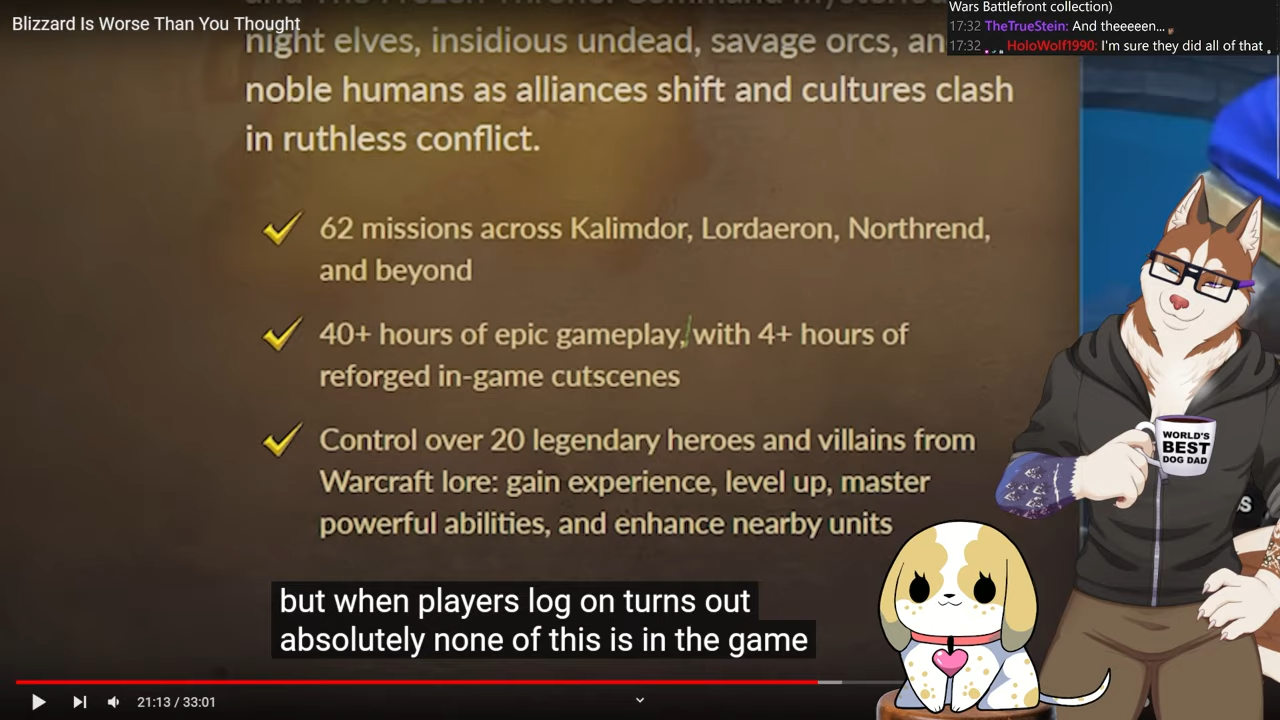 Blizzard Is Worse Than You Thought
Wars Battlefront collection)
17:32 TheTrueStein: And theeeeen...
17:32 HoloWolf1990: I'm sure they did all of that
night elves, insidious undead, savage orcs, an
noble humans as alliances shift and cultures clash
in ruthless conflict.
62 missions across Kalimdor, Lordaeron, Northrend,
and beyond
40+ hours of epic gameplay, with 4+ hours of
reforged in-game cutscenes
Control over 20 legendary heroes and villains from
Warcraft lore: gain experience, level up, master
powerful abilities, and enhance nearby units
WORLD'S
BEST
DOG DAD
but when players log on turns out
absolutely none of this is in the game
21:13 / 33:01